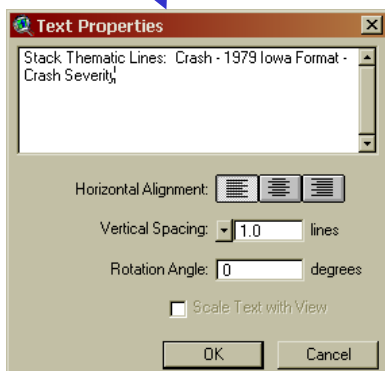 Text Properties
Stack Thematic Lines:  Crash - 1979 Iowa Format -
Crash Severity
Horizontal Alignment:
Vertical Spacing: 1.0 lines
Rotation Angle: 0 degrees
Scale Text with View
OK Cancel